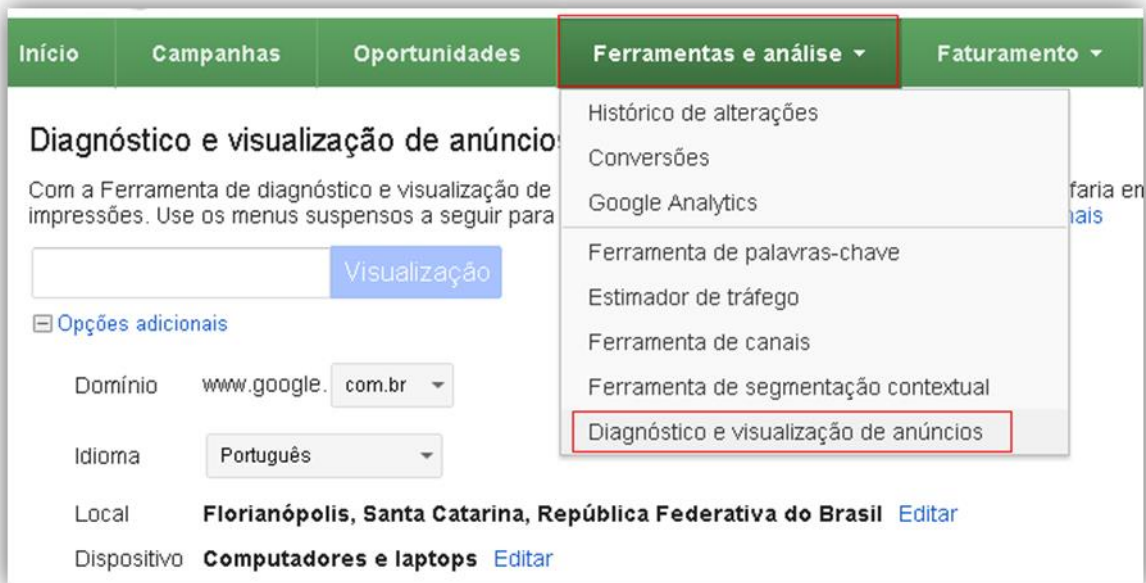 Início Campanhas Oportunidades Ferramentas e análise Faturamento
Histórico de alterações
Conversões
Google Analytics
Ferramenta de palavras-chave
Estimador de tráfego
Ferramenta de canais
Ferramenta de segmentação contextual
Diagnóstico e visualização de anúncios
Diagnóstico e visualização de anúncio
Com a Ferramenta de diagnóstico e visualização de faria en
impressões. Use os menus suspensos a seguir para nais
Visualização
Opções adicionais
Domínio www.google. com.br
Idioma Português
Local Florianópolis, Santa Catarina, República Federativa do Brasil Editar
Dispositivo Computadores e laptops Editar